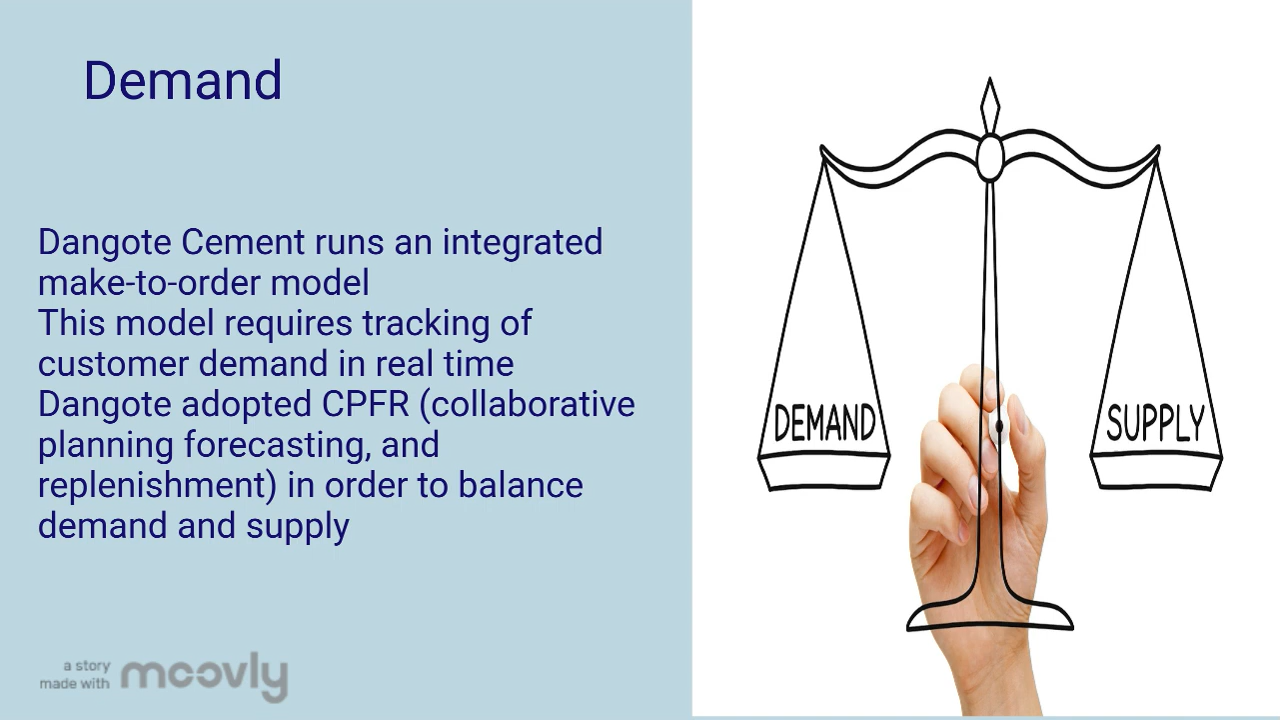 Demand
Dangote Cement runs an integrated
make-to-order model
This model requires tracking of
customer demand in real time
Dangote adopted CPFR (collaborative
planning forecasting, and
replenishment) in order to balance
demand and supply
a story
made with moovly
DEMAND
SUPPLY